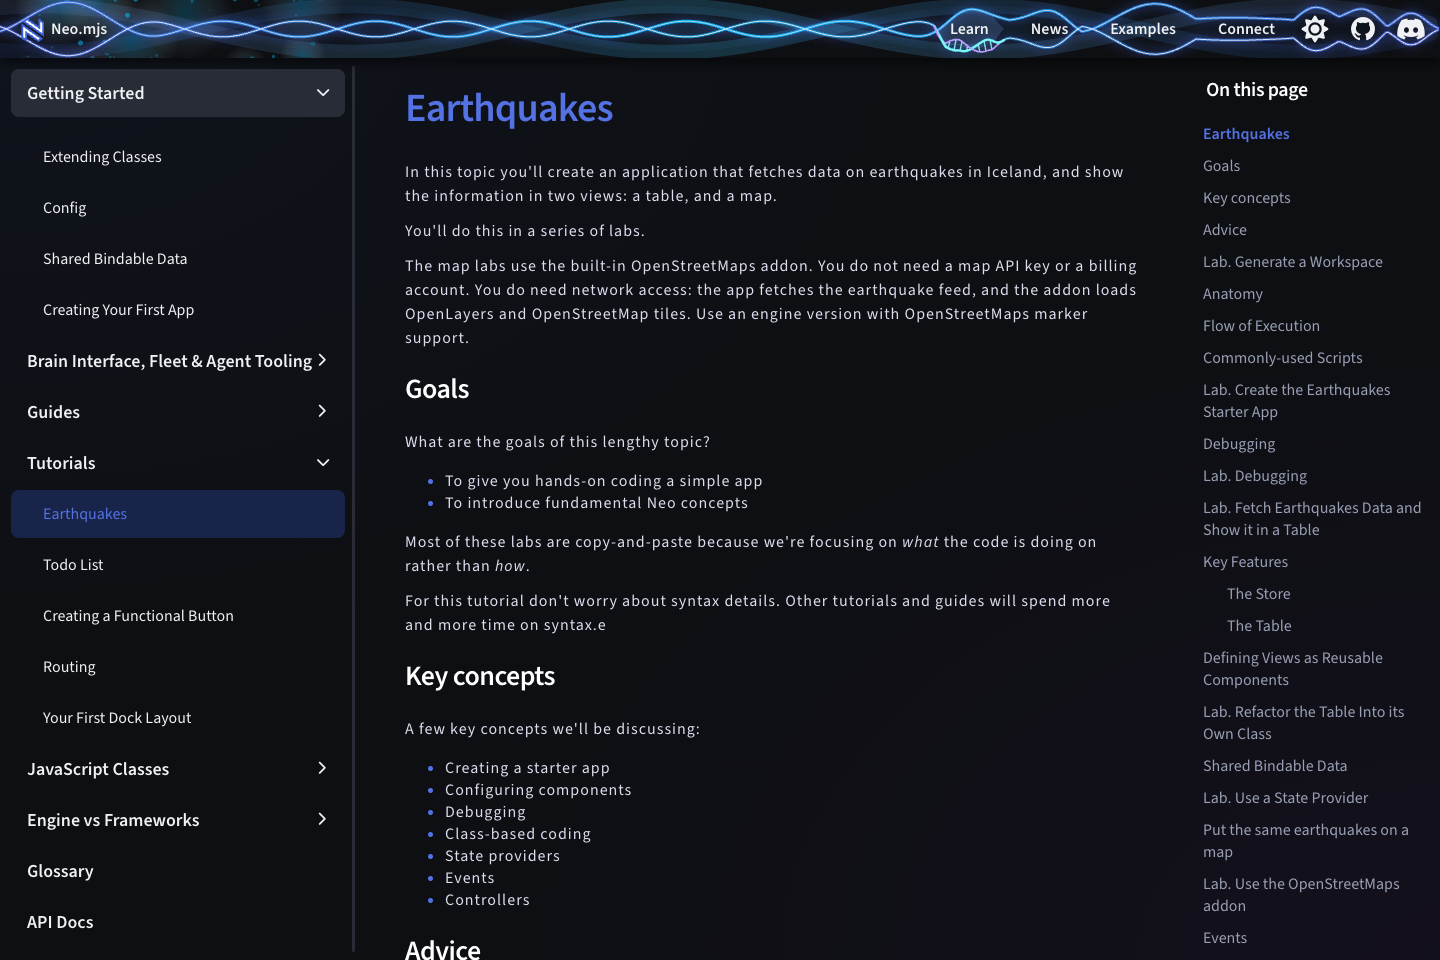 Neo.mjs
Learn
News
Examples
Connect
Getting Started
Extending Classes
Config
Shared Bindable Data
Creating Your First App
Brain Interface, Fleet & Agent Tooling
Guides
Tutorials
Earthquakes
Todo List
Creating a Functional Button
Routing
Your First Dock Layout
JavaScript Classes
Engine vs Frameworks
Glossary
API Docs
Earthquakes
In this topic you'll create an application that fetches data on earthquakes in Iceland, and show
the information in two views: a table, and a map.
You'll do this in a series of labs.
The map labs use the built-in OpenStreetMaps addon. You do not need a map API key or a billing
account. You do need network access: the app fetches the earthquake feed, and the addon loads
OpenLayers and OpenStreetMap tiles. Use an engine version with OpenStreetMaps marker
support.
Goals
What are the goals of this lengthy topic?
To give you hands-on coding a simple app
To introduce fundamental Neo concepts
Most of these labs are copy-and-paste because we're focusing on what the code is doing on
rather than how.
For this tutorial don't worry about syntax details. Other tutorials and guides will spend more
and more time on syntax.e
Key concepts
A few key concepts we'll be discussing:
Creating a starter app
Configuring components
Debugging
Class-based coding
State providers
Events
Controllers
Advice
On this page
Earthquakes
Goals
Key concepts
Advice
Lab. Generate a Workspace
Anatomy
Flow of Execution
Commonly-used Scripts
Lab. Create the Earthquakes
Starter App
Debugging
Lab. Debugging
Lab. Fetch Earthquakes Data and
Show it in a Table
Key Features
The Store
The Table
Defining Views as Reusable
Components
Lab. Refactor the Table Into its
Own Class
Shared Bindable Data
Lab. Use a State Provider
Put the same earthquakes on a
map
Lab. Use the OpenStreetMaps
addon
Events